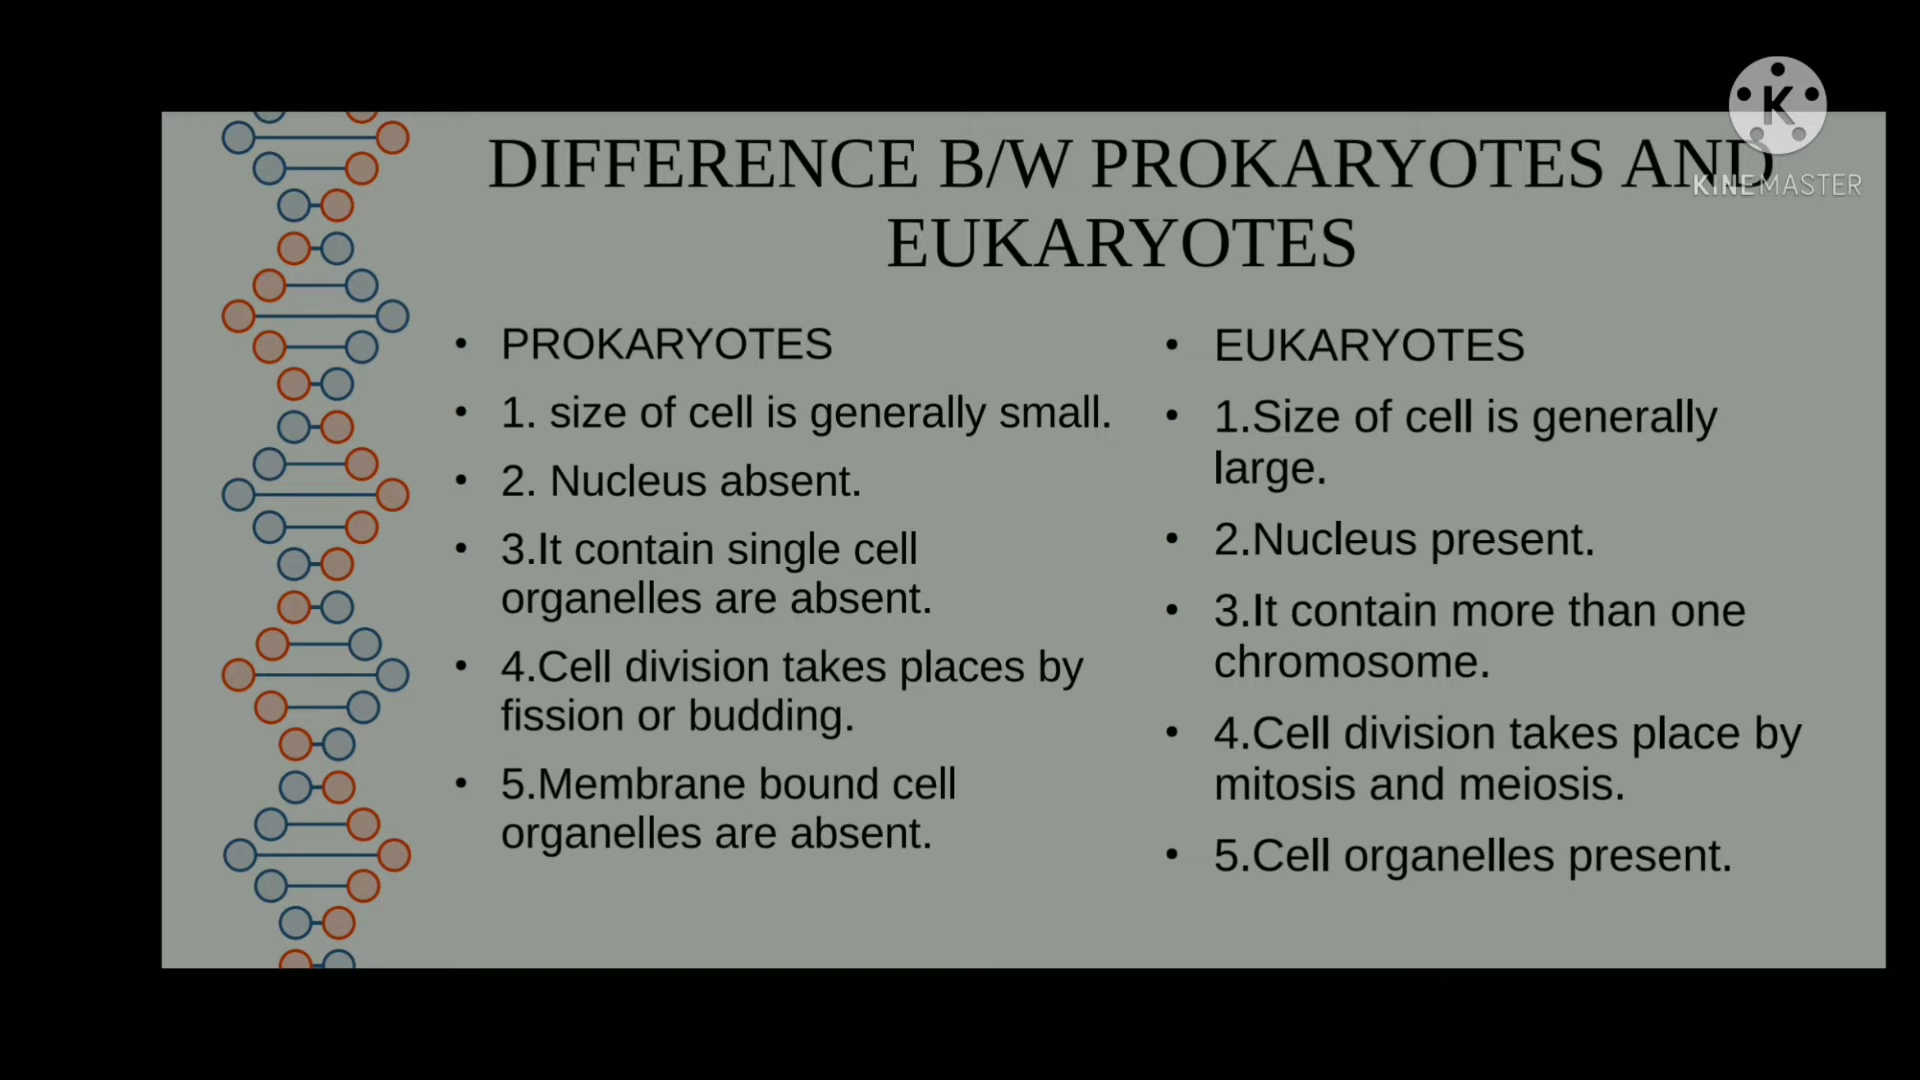 DIFFERENCE B/W PROKARYOTES AND
EUKARYOTES
K
KINEMASTER
• PROKARYOTES
• 1. size of cell is generally small.
• 2. Nucleus absent.
• 3.It contain single cell
organelles are absent.
• 4.Cell division takes places by
fission or budding.
• 5.Membrane bound cell
organelles are absent.
• EUKARYOTES
• 1.Size of cell is generally
large.
• 2.Nucleus present.
• 3.It contain more than one
chromosome.
• 4.Cell division takes place by
mitosis and meiosis.
• 5.Cell organelles present.